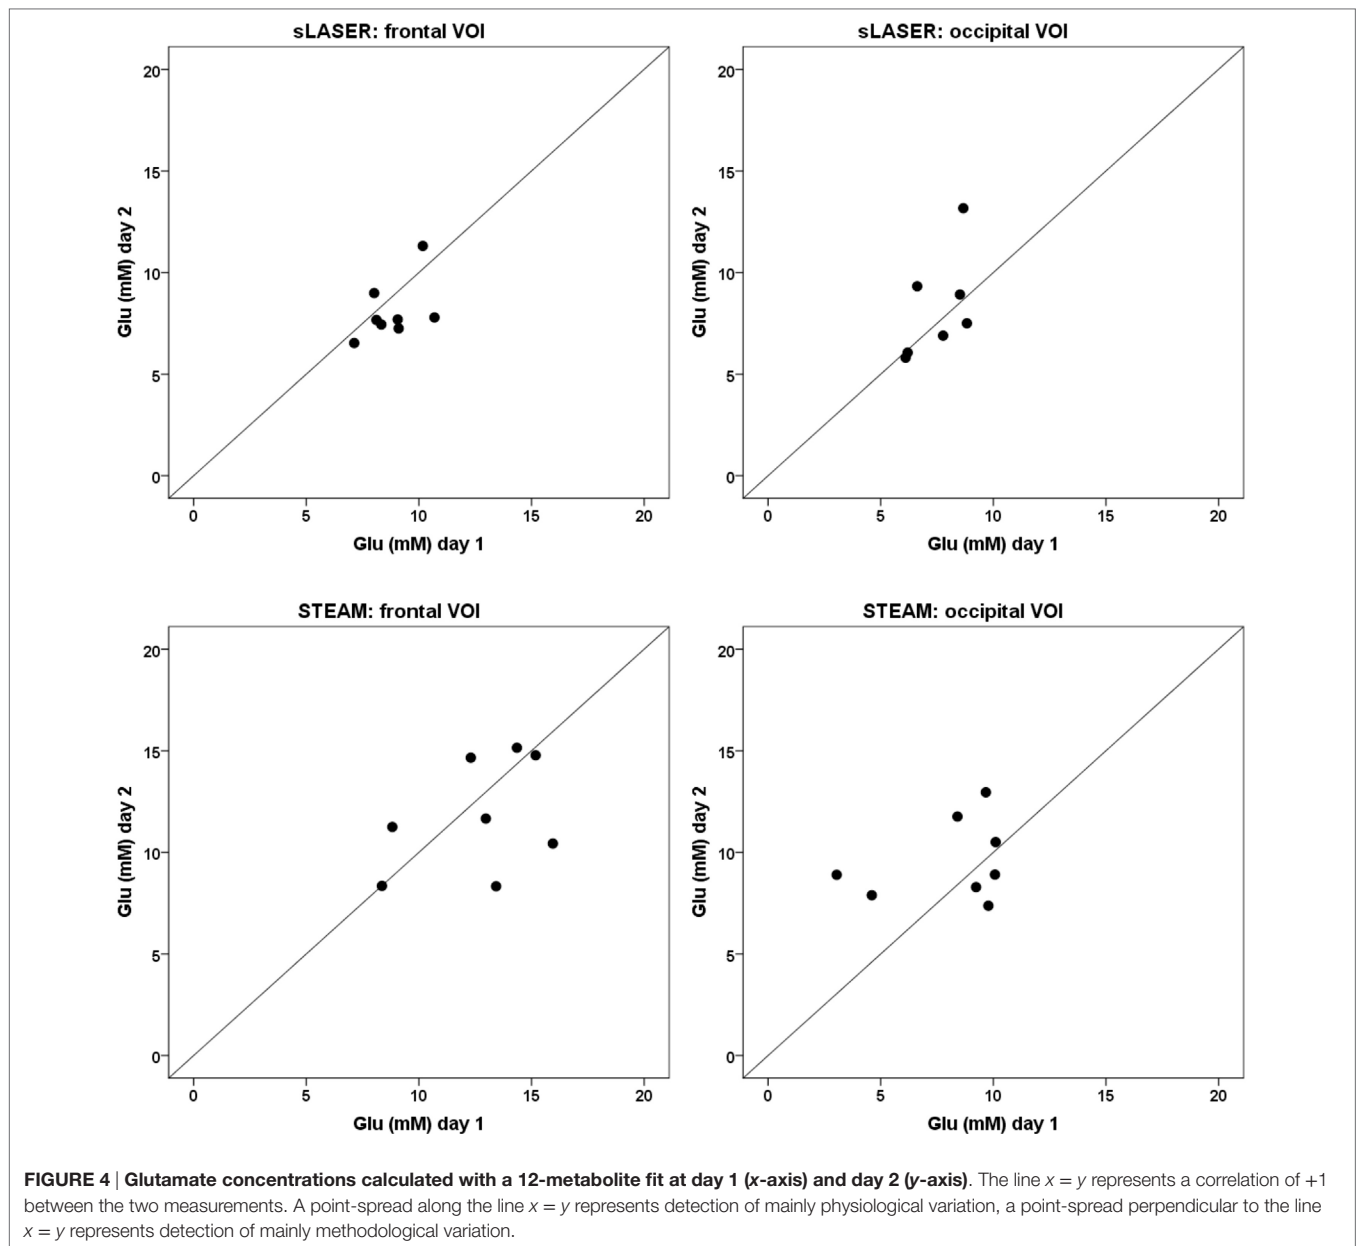 sLASER: frontal VOI
20
15
10
5
0
Glu (mM) day 2
0 5 10 15 20
Glu (mM) day 1
sLASER: occipital VOI
20
15
10
5
0
Glu (mM) day 2
0 5 10 15 20
Glu (mM) day 1
STEAM: frontal VOI
20
15
10
5
0
Glu (mM) day 2
0 5 10 15 20
Glu (mM) day 1
STEAM: occipital VOI
20
15
10
5
0
Glu (mM) day 2
0 5 10 15 20
Glu (mM) day 1
FIGURE 4 | Glutamate concentrations calculated with a 12-metabolite fit at day 1 (x-axis) and day 2 (y-axis). The line x = y represents a correlation of +1
between the two measurements. A point-spread along the line x = y represents detection of mainly physiological variation, a point-spread perpendicular to the line
x = y represents detection of mainly methodological variation.